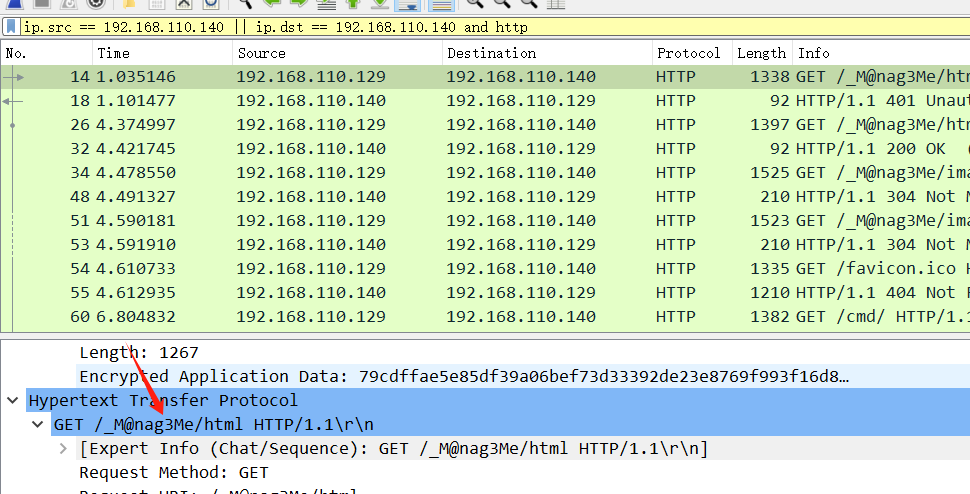 ip.src == 192.168.110.140 || ip.dst == 192.168.110.140 and http
No. Time Source Destination Protocol Length Info
14 1.035146 192.168.110.129 192.168.110.140 HTTP 1338 GET /_M@nag3Me/htm
18 1.101477 192.168.110.140 192.168.110.129 HTTP 92 HTTP/1.1 401 Unau
26 4.374997 192.168.110.129 192.168.110.140 HTTP 1397 GET /_M@nag3Me/htm
32 4.421745 192.168.110.140 192.168.110.129 HTTP 92 HTTP/1.1 200 OK (
34 4.478550 192.168.110.129 192.168.110.140 HTTP 1525 GET /_M@nag3Me/ima
48 4.491327 192.168.110.140 192.168.110.129 HTTP 210 HTTP/1.1 304 Not M
51 4.590181 192.168.110.129 192.168.110.140 HTTP 1523 GET /_M@nag3Me/ima
53 4.591910 192.168.110.140 192.168.110.129 HTTP 210 HTTP/1.1 304 Not M
54 4.610733 192.168.110.129 192.168.110.140 HTTP 1335 GET /favicon.ico H
55 4.612935 192.168.110.140 192.168.110.129 HTTP 1210 HTTP/1.1 404 Not F
60 6.804832 192.168.110.129 192.168.110.140 HTTP 1382 GET /cmd/ HTTP/1.1
Length: 1267
Encrypted Application Data: 79cdffae5e85df39a06bef73d33392de23e8769f993f16d8…
Hypertext Transfer Protocol
GET /_M@nag3Me/html HTTP/1.1\r\n
[Expert Info (Chat/Sequence): GET /_M@nag3Me/html HTTP/1.1\r\n]
Request Method: GET
Request URI: /_M@nag3Me/html